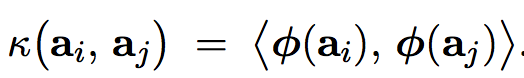 κ(𝐚ᵢ, 𝐚ⱼ) = ⟨𝝓(𝐚ᵢ), 𝝓(𝐚ⱼ)⟩.